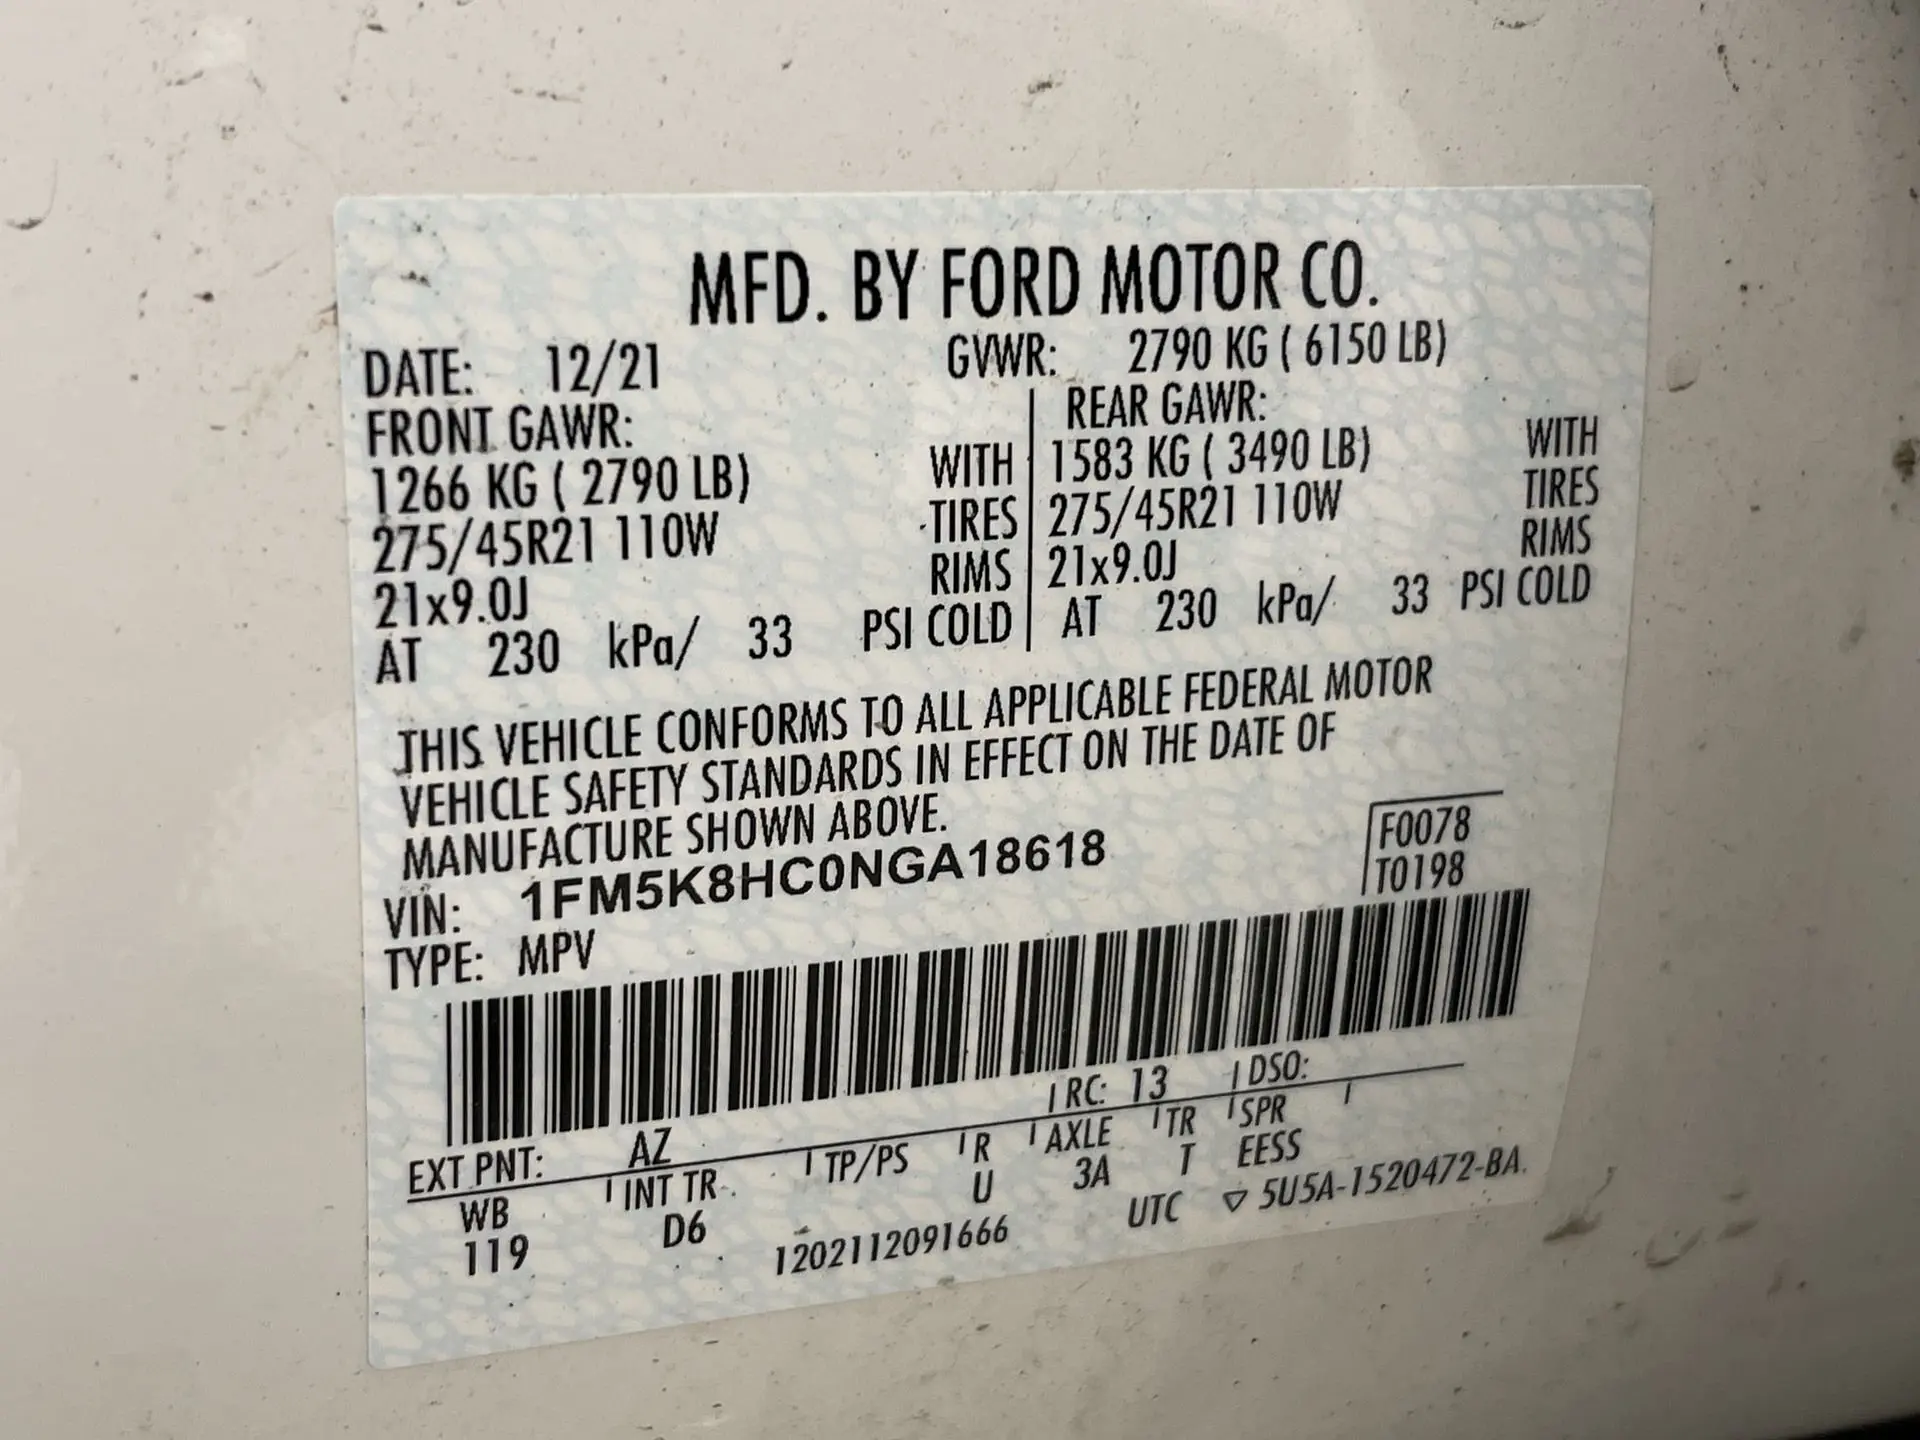 MFD. BY FORD MOTOR CO.
DATE: 12/21 GVWR: 2790 KG ( 6150 LB)
FRONT GAWR: REAR GAWR:
1266 KG ( 2790 LB) WITH 1583 KG ( 3490 LB) WITH
275/45R21 110W TIRES 275/45R21 110W TIRES
21x9.0J RIMS 21x9.0J RIMS
AT 230 kPa/ 33 PSI COLD AT 230 kPa/ 33 PSI COLD
THIS VEHICLE CONFORMS TO ALL APPLICABLE FEDERAL MOTOR
VEHICLE SAFETY STANDARDS IN EFFECT ON THE DATE OF
MANUFACTURE SHOWN ABOVE.
F0078
VIN: 1FM5K8HC0NGA18618 T0198
TYPE: MPV
RC: 13 DSO:
EXT PNT: AZ
WB INT TR TP/PS R AXLE TR SPR
119 D6 U 3A T EESS
1202112091666 UTC ▽ 5U5A-1520472-BA